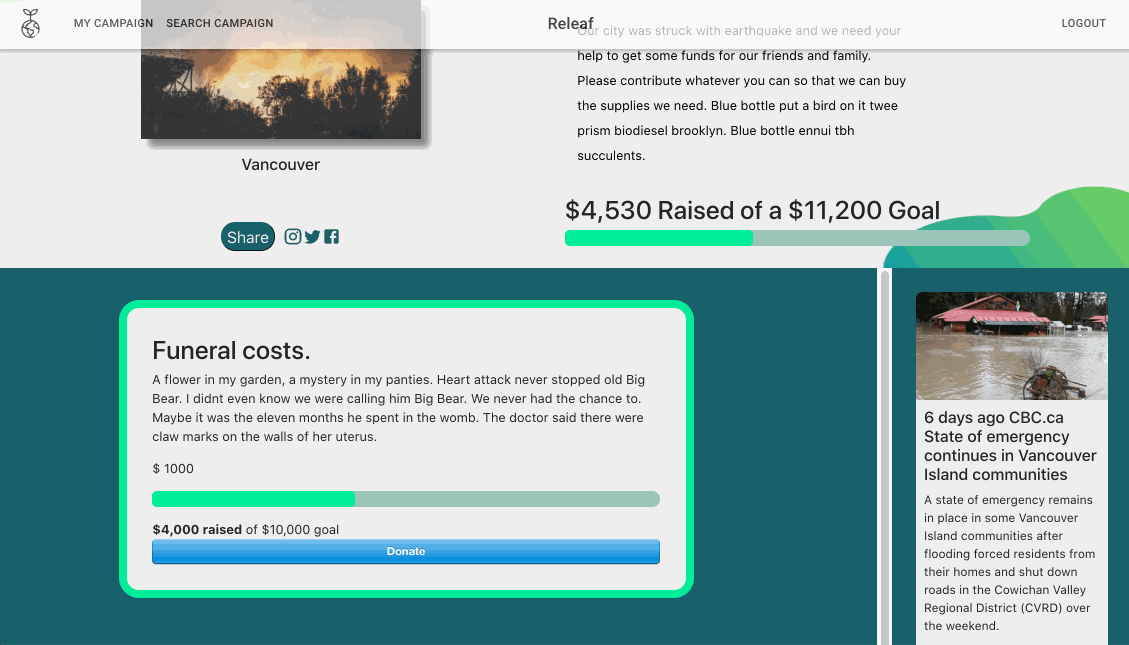 MY CAMPAIGN SEARCH CAMPAIGN Releaf LOGOUT
Our city was struck with earthquake and we need your
help to get some funds for our friends and family.
Please contribute whatever you can so that we can buy
the supplies we need. Blue bottle put a bird on it twee
prism biodiesel brooklyn. Blue bottle ennui tbh
succulents.
Vancouver
Share
$4,530 Raised of a $11,200 Goal
Funeral costs.
A flower in my garden, a mystery in my panties. Heart attack never stopped old Big
Bear. I didnt even know we were calling him Big Bear. We never had the chance to.
Maybe it was the eleven months he spent in the womb. The doctor said there were
claw marks on the walls of her uterus.
$ 1000
$4,000 raised of $10,000 goal
Donate
6 days ago CBC.ca
State of emergency
continues in Vancouver
Island communities
A state of emergency remains
in place in some Vancouver
Island communities after
flooding forced residents from
their homes and shut down
roads in the Cowichan Valley
Regional District (CVRD) over
the weekend.